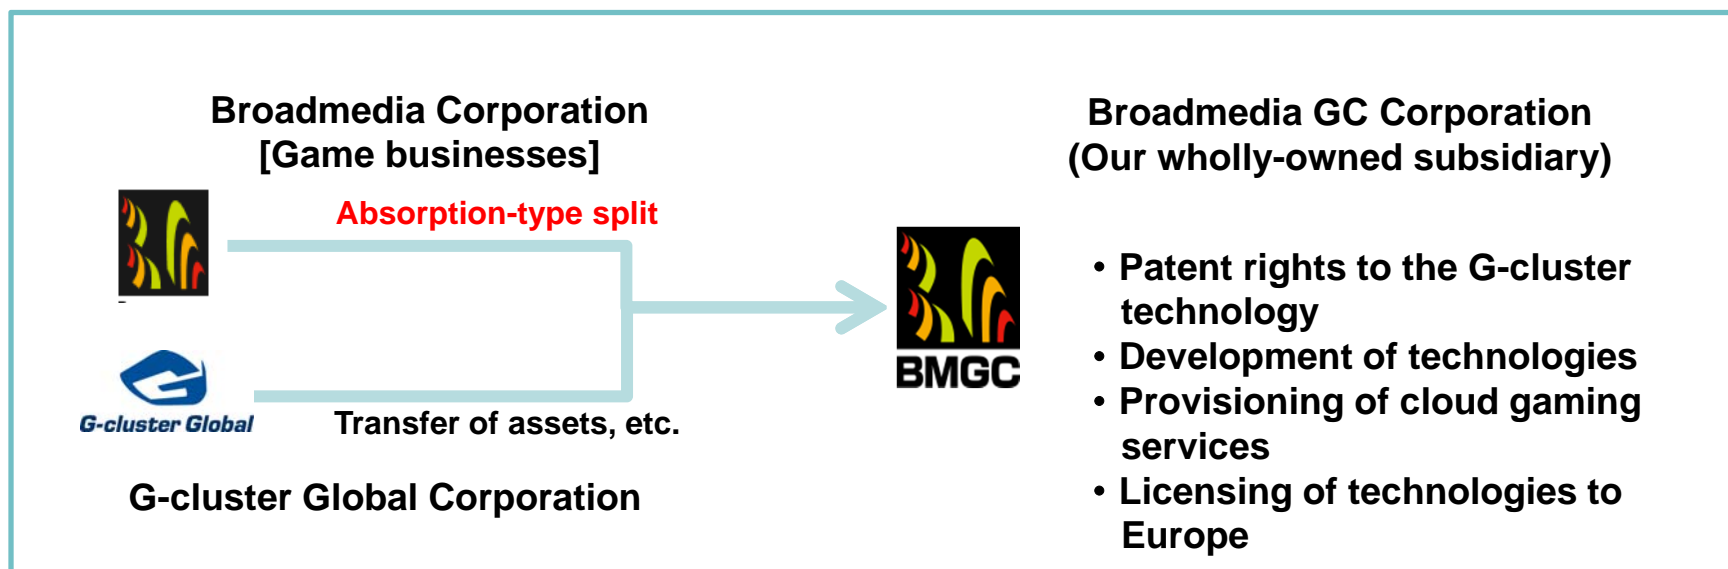 Broadmedia Corporation
[Game businesses]
Absorption-type split
G-cluster Global
Transfer of assets, etc.
G-cluster Global Corporation
BMGC
Broadmedia GC Corporation
(Our wholly-owned subsidiary)
・Patent rights to the G-cluster
technology
・Development of technologies
・Provisioning of cloud gaming
services
・Licensing of technologies to
Europe